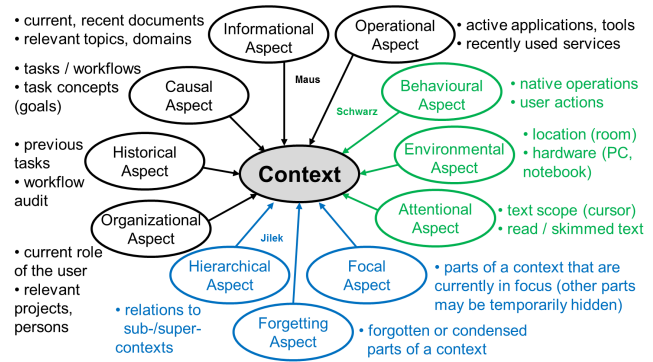 • current, recent documents
• relevant topics, domains
Informational
Aspect
Operational
Aspect
• active applications, tools
• recently used services
• tasks / workflows
• task concepts
(goals)
Causal
Aspect
Maus
Schwarz
Behavioural
Aspect
• native operations
• user actions
• previous
tasks
• workflow
audit
Historical
Aspect
Context
Environmental
Aspect
• location (room)
• hardware (PC,
notebook)
Organizational
Aspect
Attentional
Aspect
• text scope (cursor)
• read / skimmed text
• current role
of the user
• relevant
projects,
persons
Jilek
Hierarchical
Aspect
Focal
Aspect
• parts of a context that are
currently in focus (other parts
may be temporarily hidden)
• relations to
sub-/super-
contexts
Forgetting
Aspect
• forgotten or condensed
parts of a context